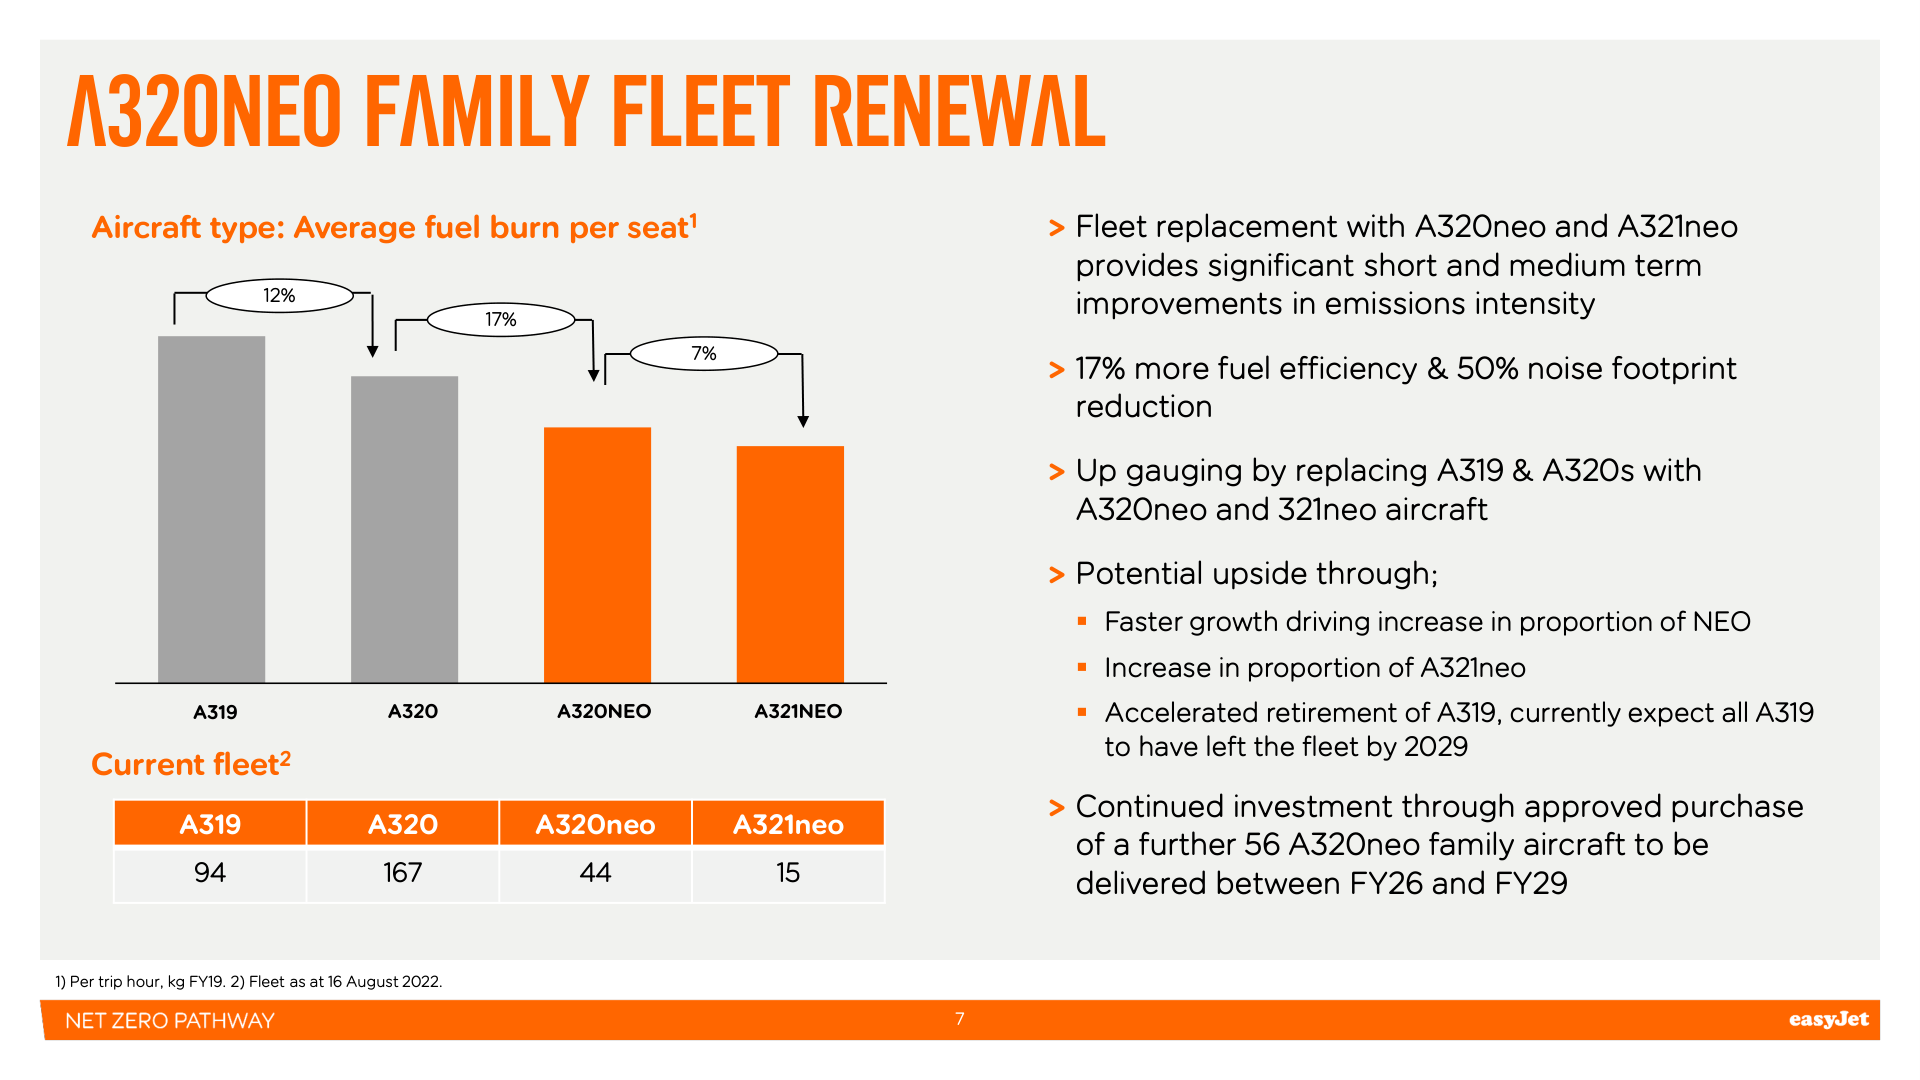 A320NEO FAMILY FLEET RENEWAL
Aircraft type: Average fuel burn per seat¹
12%
17%
7%
A319
A320
A320NEO
A321NEO
Current fleet²
A319 A320 A320neo A321neo
94 167 44 15
> Fleet replacement with A320neo and A321neo
provides significant short and medium term
improvements in emissions intensity
> 17% more fuel efficiency & 50% noise footprint
reduction
> Up gauging by replacing A319 & A320s with
A320neo and 321neo aircraft
> Potential upside through;
▪ Faster growth driving increase in proportion of NEO
▪ Increase in proportion of A321neo
▪ Accelerated retirement of A319, currently expect all A319
to have left the fleet by 2029
> Continued investment through approved purchase
of a further 56 A320neo family aircraft to be
delivered between FY26 and FY29
1) Per trip hour, kg FY19. 2) Fleet as at 16 August 2022.
NET ZERO PATHWAY
7
easyJet